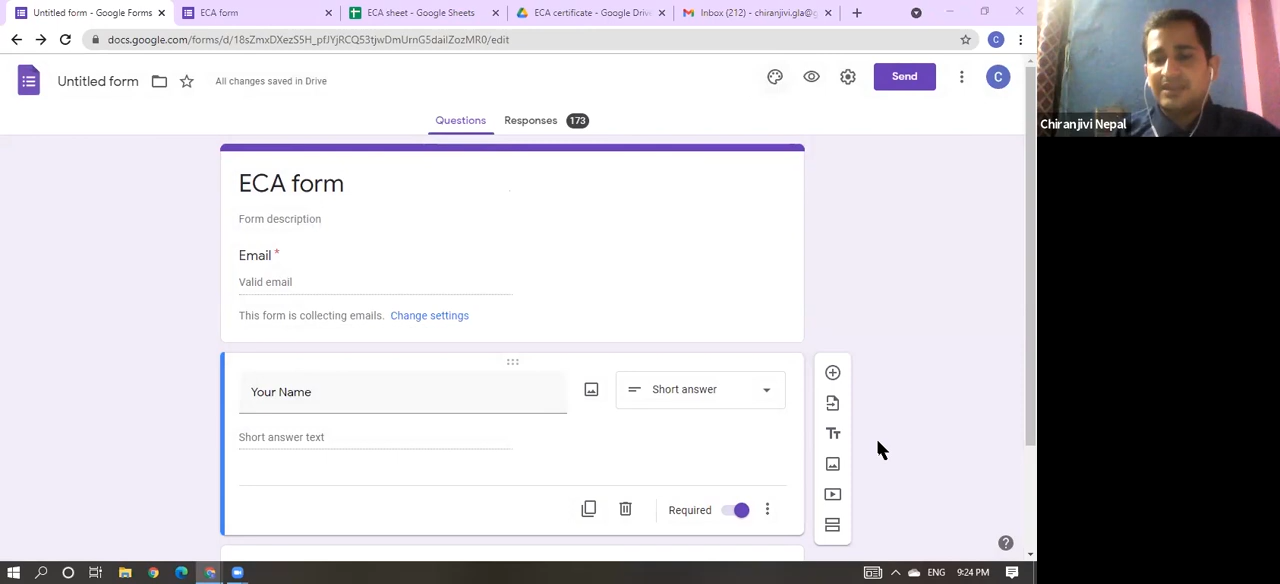 Untitled form - Google Forms
ECA form
ECA sheet - Google Sheets
ECA certificate - Google Drive
Inbox (212) - chiranjivi.gla@g
docs.google.com/forms/d/18sZmxDXezS5H_pfJYjRCQ53tjwDmUrnG5dailZozMR0/edit
C
Untitled form
All changes saved in Drive
Send
C
Questions
Responses 173
ECA form
Form description
Email *
Valid email
This form is collecting emails. Change settings
Your Name
Short answer
Short answer text
Required
Chiranjivi Nepal
ENG
9:24 PM